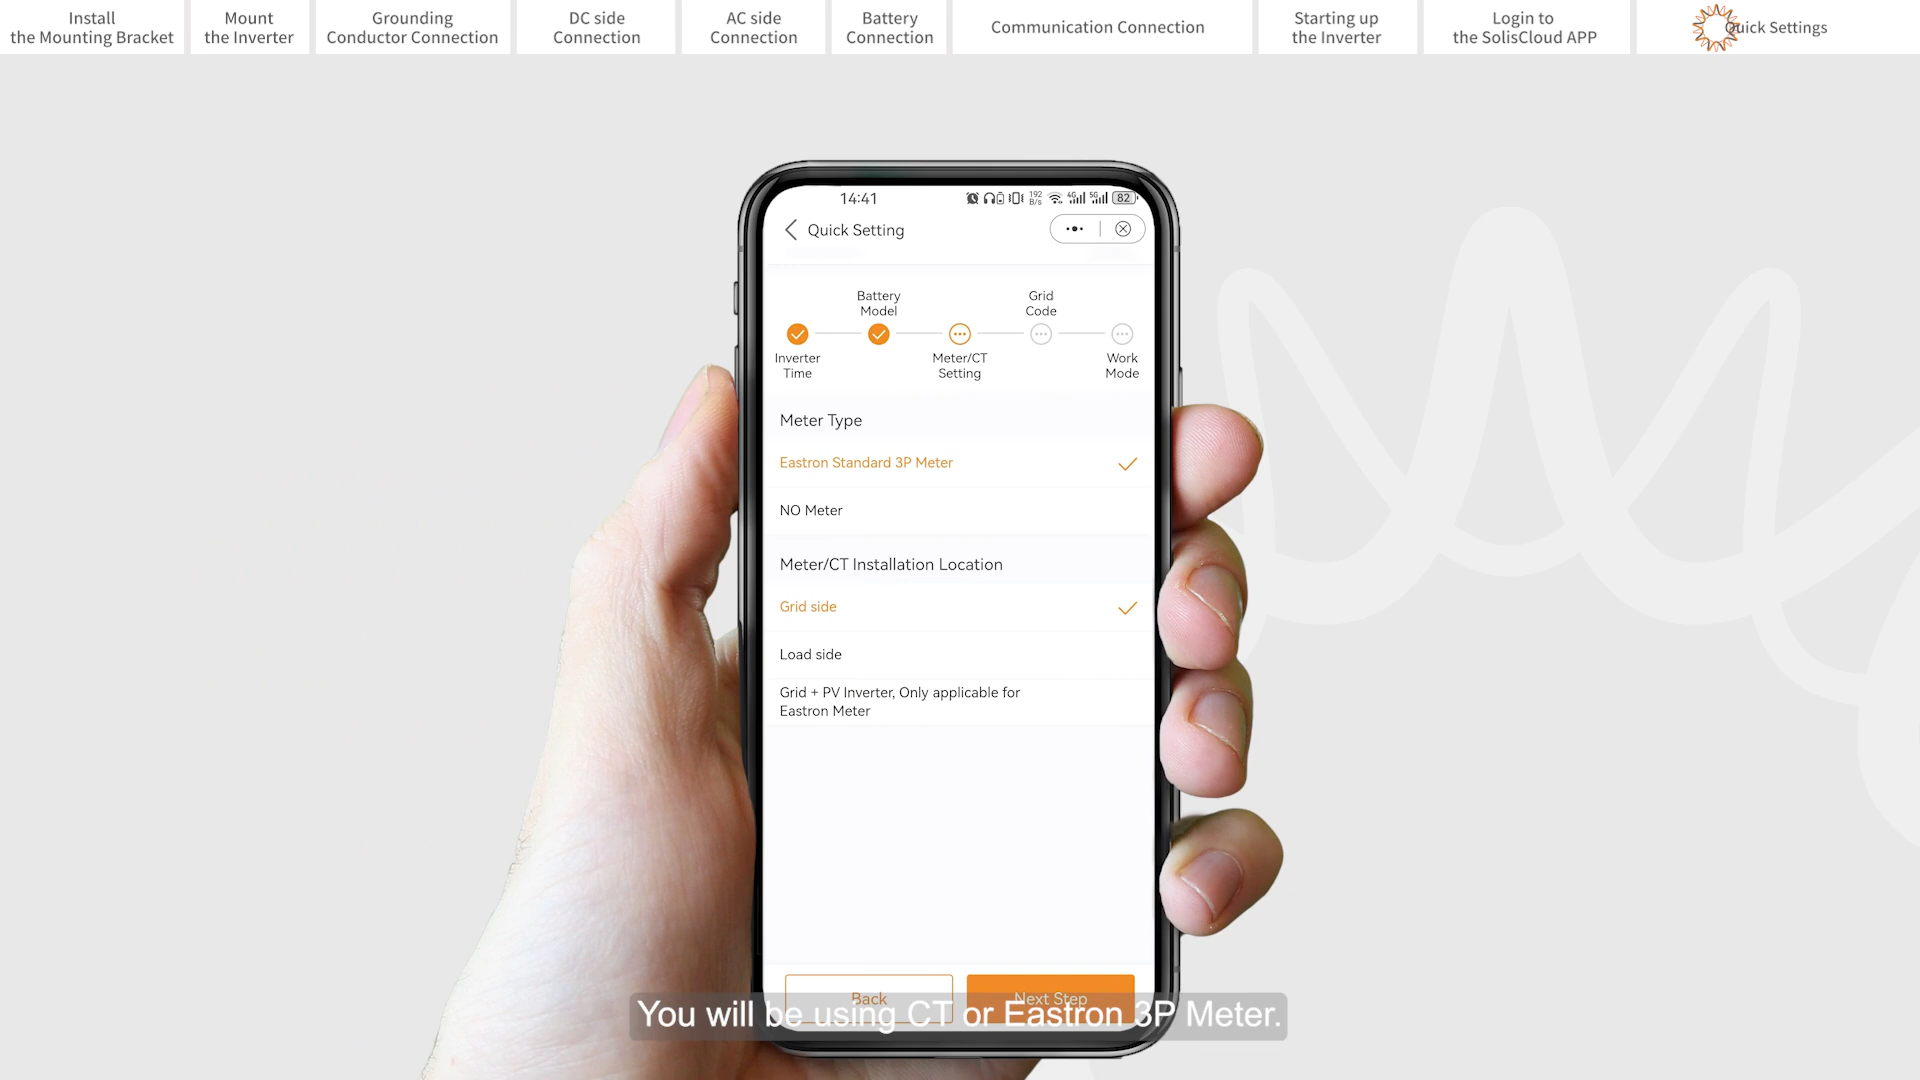 Install
the Mounting Bracket
Mount
the Inverter
Grounding
Conductor Connection
DC side
Connection
AC side
Connection
Battery
Connection
Communication Connection
Starting up
the Inverter
Login to
the SolisCloud APP
Quick Settings
14:41
192
B/s
4G
5G
82
Quick Setting
Battery
Model
Grid
Code
Inverter
Time
Meter/CT
Setting
Work
Mode
Meter Type
Eastron Standard 3P Meter
NO Meter
Meter/CT Installation Location
Grid side
Load side
Grid + PV Inverter, Only applicable for
Eastron Meter
Back
Next Step
You will be using CT or Eastron 3P Meter.